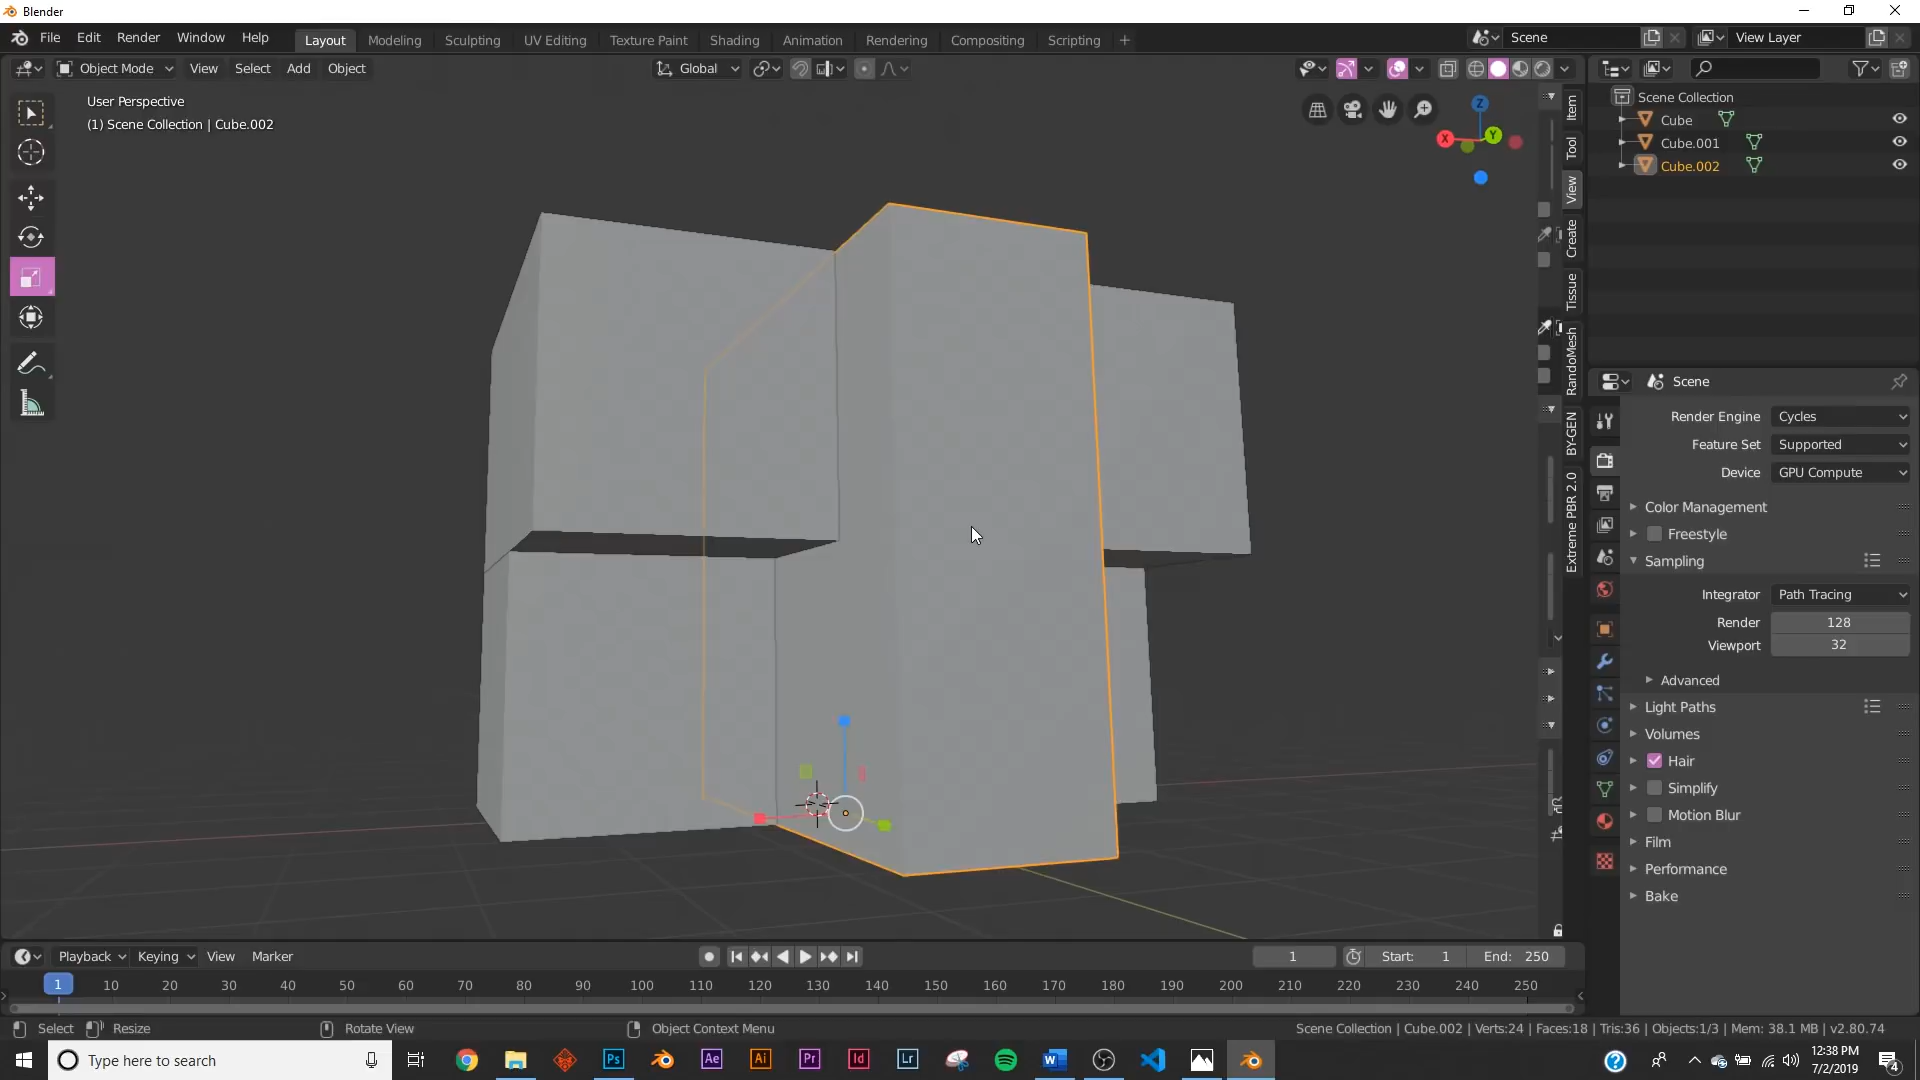 Blender
File Edit Render Window Help Layout Modeling Sculpting UV Editing Texture Paint Shading Animation Rendering Compositing Scripting + Scene View Layer
Object Mode View Select Add Object Global
User Perspective
(1) Scene Collection | Cube.002
Z
X
Y
Item
Tool
View
Create
Tissue
RandoMesh
BY-GEN
Extreme PBR 2.0
Scene Collection
Cube
Cube.001
Cube.002
Scene
Render Engine Cycles
Feature Set Supported
Device GPU Compute
Color Management
Freestyle
Sampling
Integrator Path Tracing
Render 128
Viewport 32
Advanced
Light Paths
Volumes
Hair
Simplify
Motion Blur
Film
Performance
Bake
Playback Keying View Marker 1 Start: 1 End: 250
1 10 20 30 40 50 60 70 80 90 100 110 120 130 140 150 160 170 180 190 200 210 220 230 240 250
Select Resize Rotate View Object Context Menu Scene Collection | Cube.002 | Verts:24 | Faces:18 | Tris:36 | Objects:1/3 | Mem: 38.1 MB | v2.80.74
Type here to search Ps Ae Ai Pr Id Lr W ? 12:38 PM
7/2/2019 4